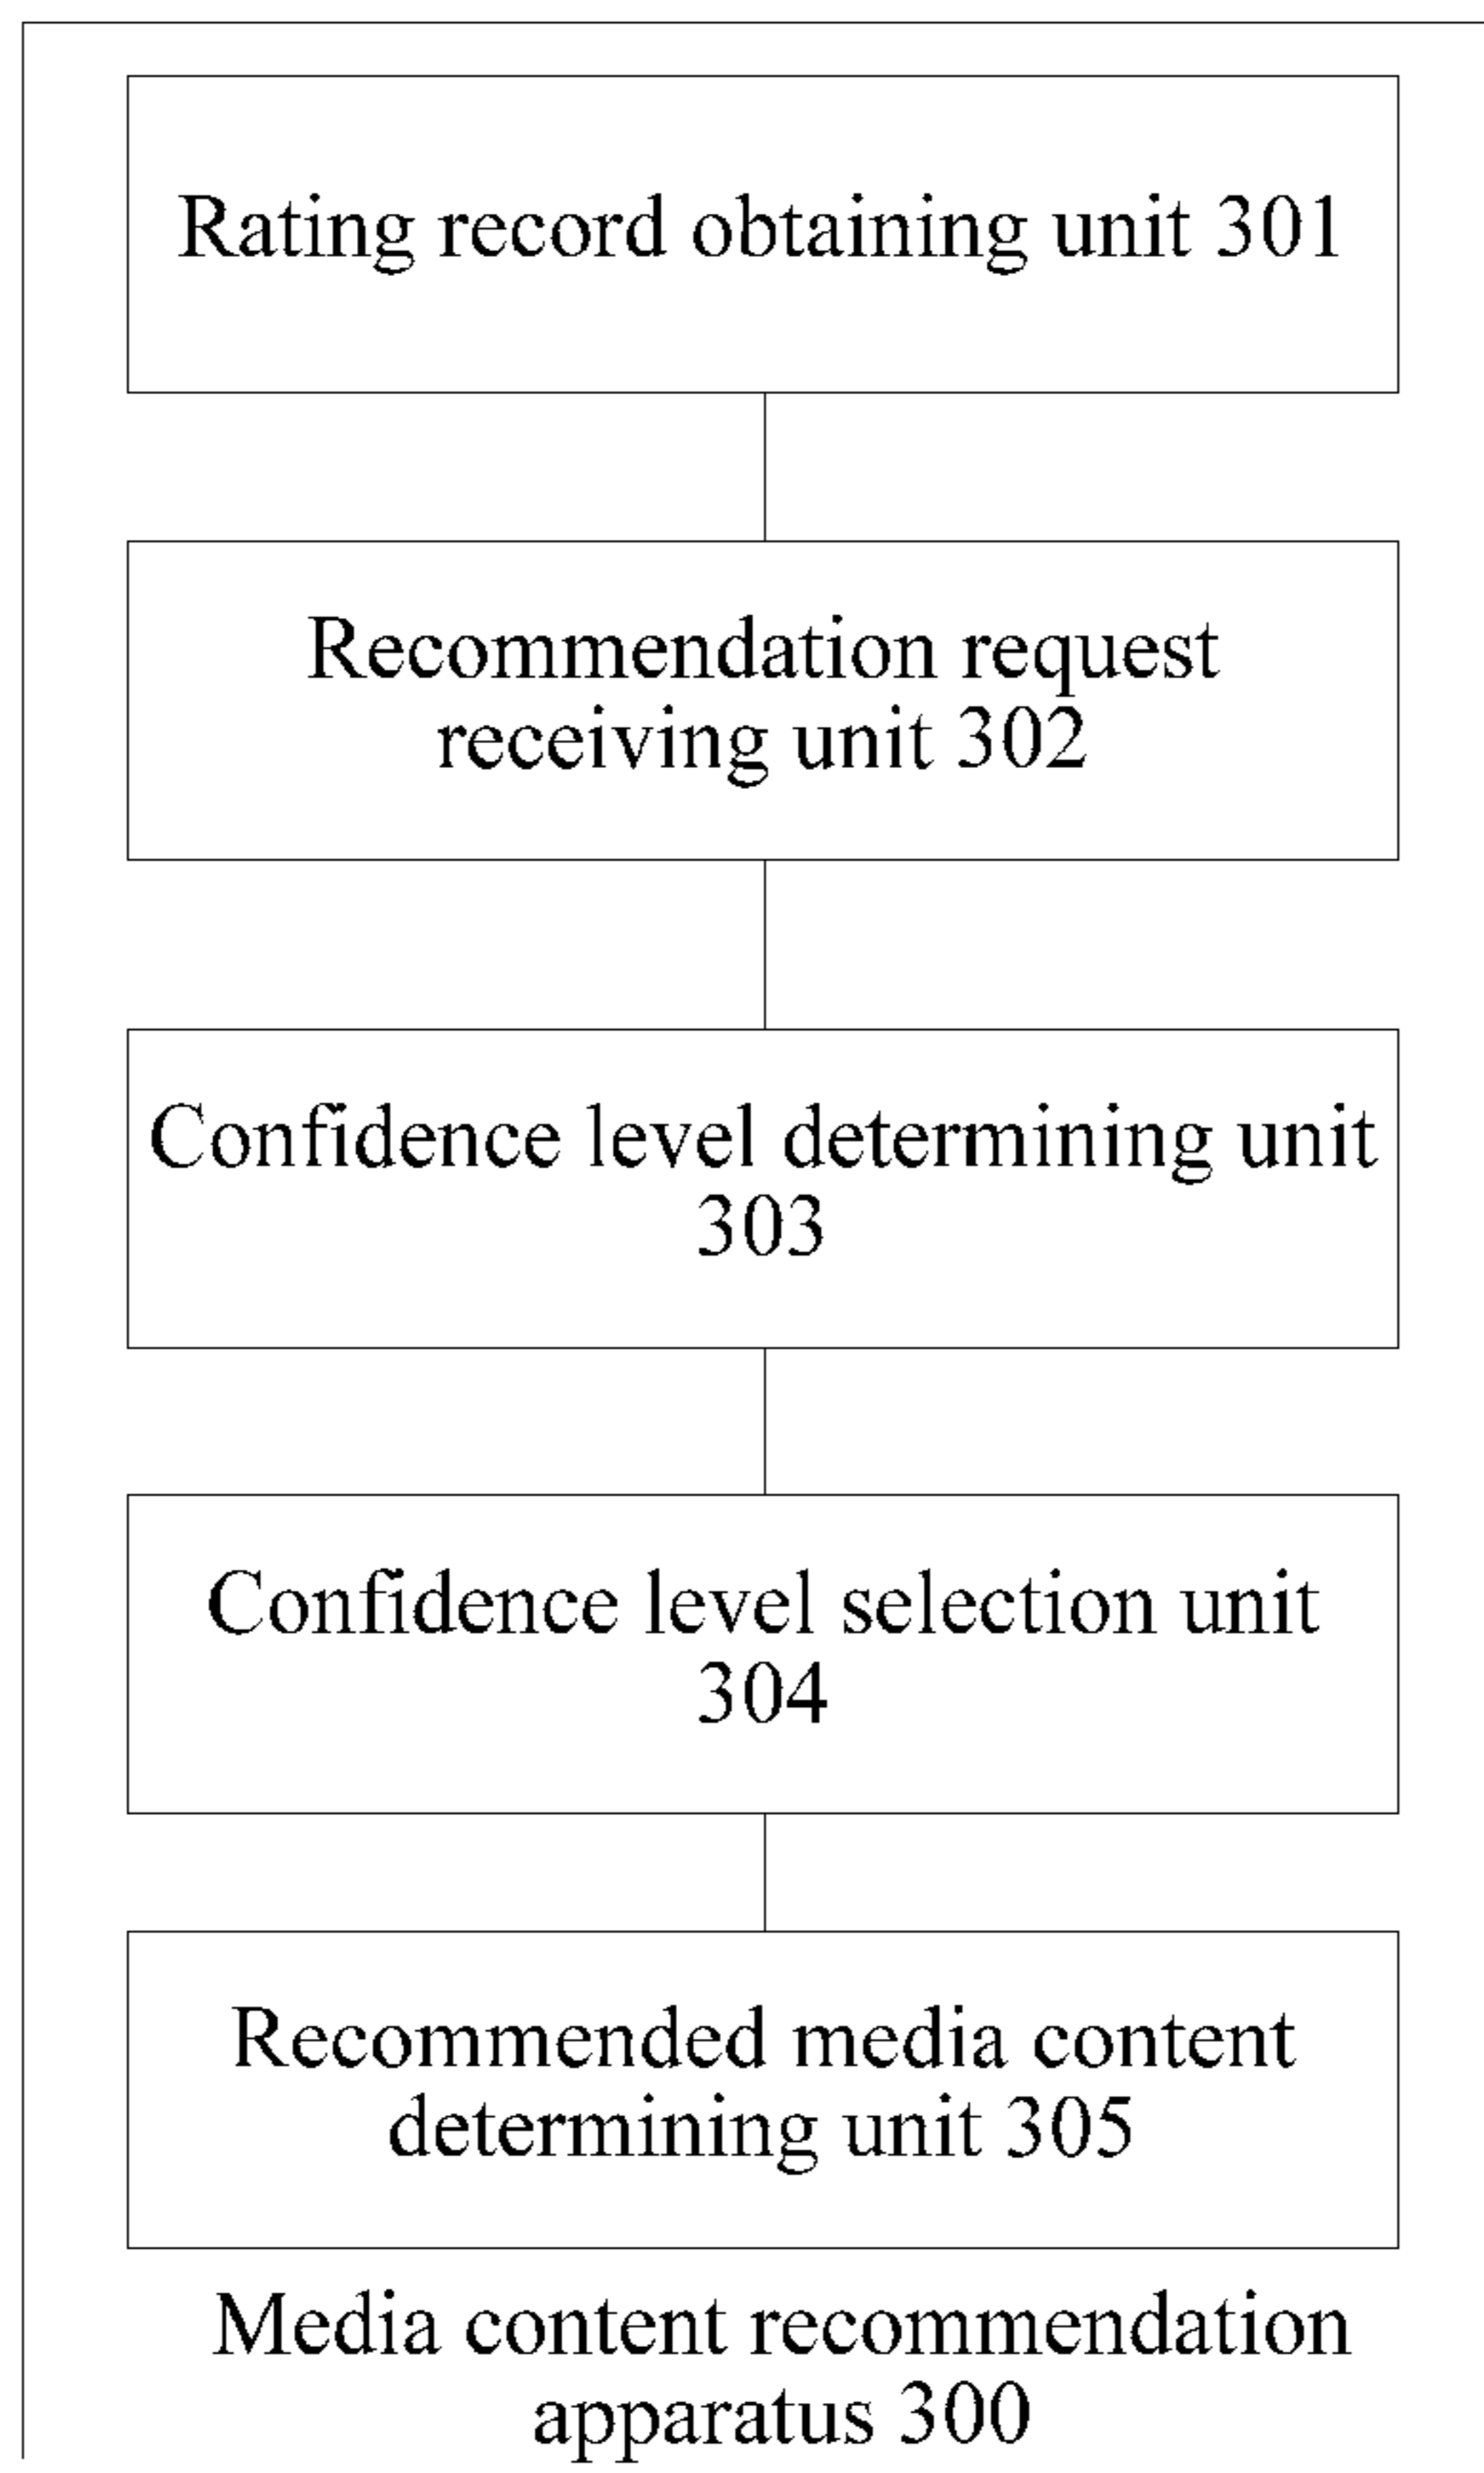 Rating record obtaining unit 301
Recommendation request
receiving unit 302
Confidence level determining unit
303
Confidence level selection unit
304
Recommended media content
determining unit 305
Media content recommendation
apparatus 300